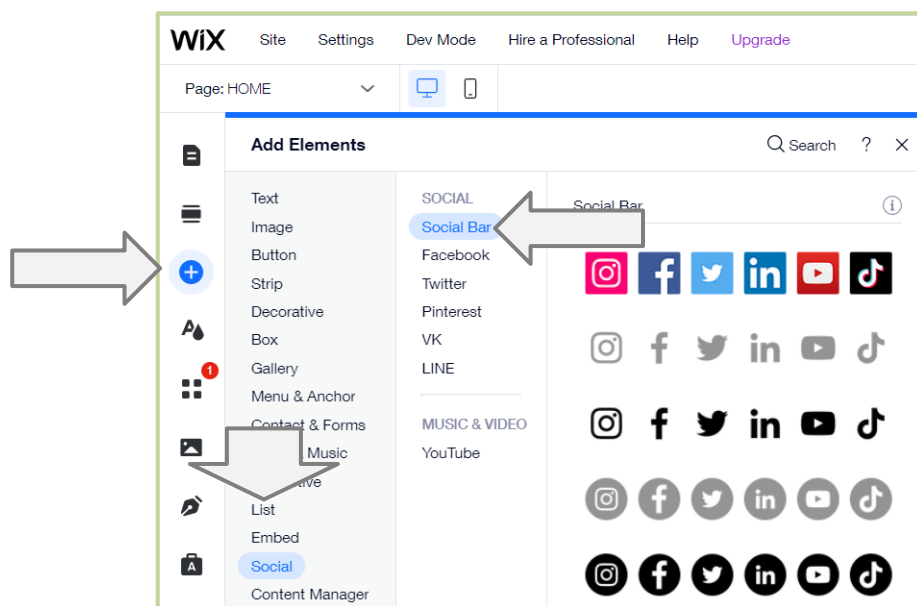 WiX Site Settings Dev Mode Hire a Professional Help Upgrade
Page: HOME
Add Elements Search ? ×
Text
Image
Button
Strip
Decorative
Box
Gallery
Menu & Anchor
Contact & Forms
Music
List
Embed
Social
Content Manager
SOCIAL
Social Bar
Facebook
Twitter
Pinterest
VK
LINE
MUSIC & VIDEO
YouTube
Social Bar
1